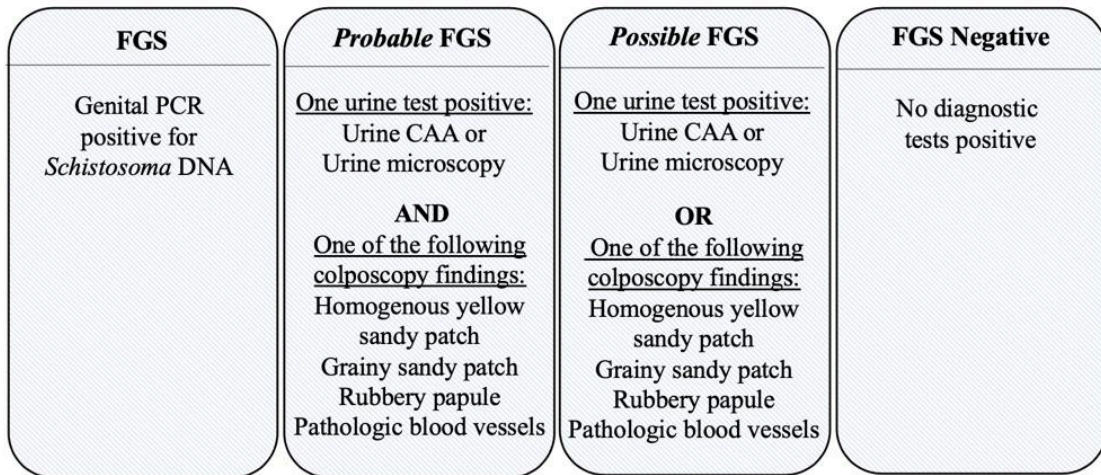 FGS
Genital PCR
positive for
Schistosoma DNA
Probable FGS
One urine test positive:
Urine CAA or
Urine microscopy
AND
One of the following
colposcopy findings:
Homogenous yellow
sandy patch
Grainy sandy patch
Rubbery papule
Pathologic blood vessels
Possible FGS
One urine test positive:
Urine CAA or
Urine microscopy
OR
One of the following
colposcopy findings:
Homogenous yellow
sandy patch
Grainy sandy patch
Rubbery papule
Pathologic blood vessels
FGS Negative
No diagnostic
tests positive